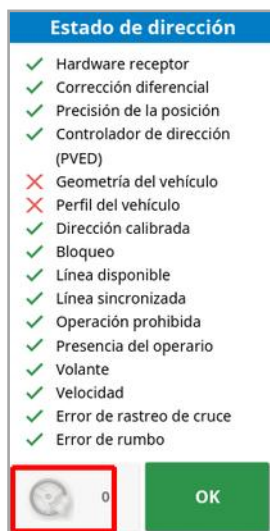 Estado de dirección
Hardware receptor
Corrección diferencial
Precisión de la posición
Controlador de dirección
(PVED)
Geometría del vehículo
Perfil del vehículo
Dirección calibrada
Bloqueo
Línea disponible
Línea sincronizada
Operación prohibida
Presencia del operario
Volante
Velocidad
Error de rastreo de cruce
Error de rumbo
0
OK